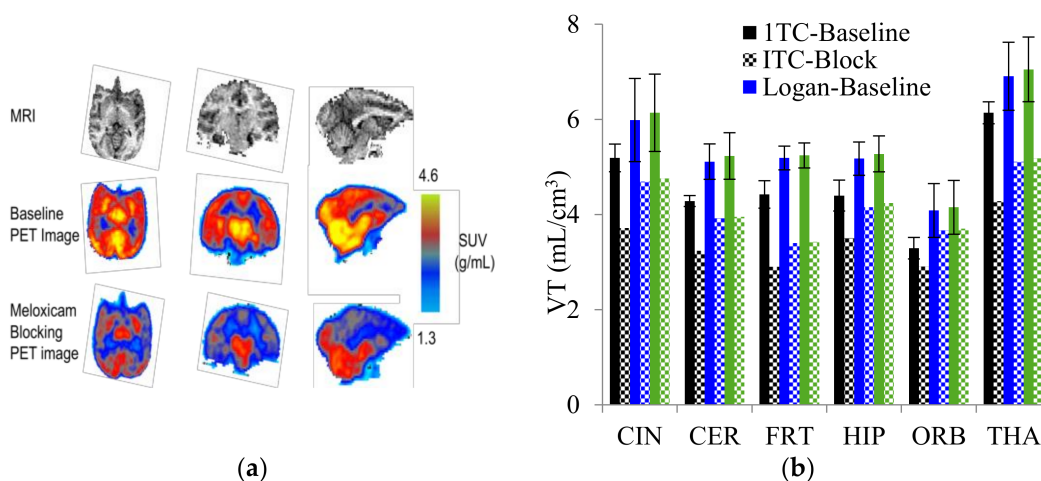 MRI
Baseline
PET Image
Meloxicam
Blocking
PET image
4.6
SUV
(g/mL)
1.3
(a)
1TC-Baseline
ITC-Block
Logan-Baseline
VT (mL/cm³)
8
6
4
2
0
CIN CER FRT HIP ORB THA
(b)